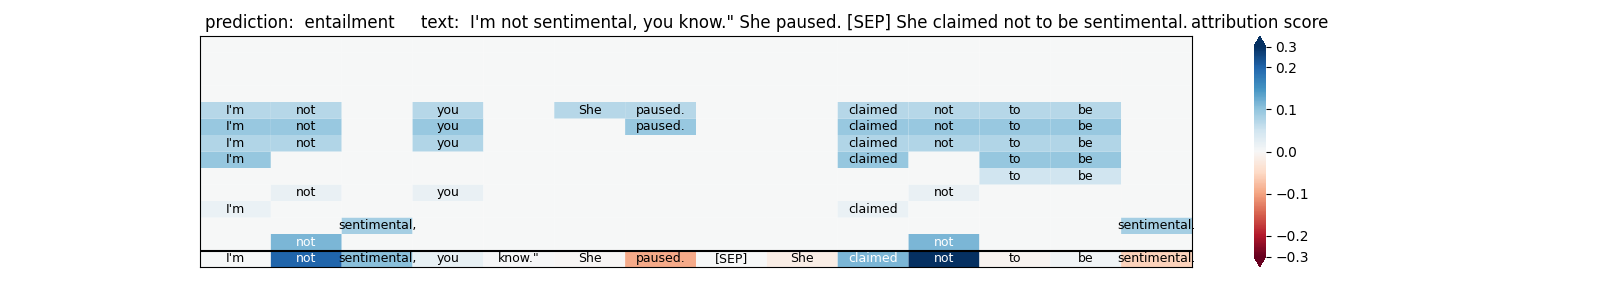 prediction:  entailment     text:  I'm not sentimental, you know." She paused. [SEP] She claimed not to be sentimental. attribution score
I'm not you She paused. claimed not to be
I'm not you paused. claimed not to be
I'm not you claimed not to be
I'm claimed to be
to be
not you not
I'm claimed
sentimental, sentimental.
not not
I'm not sentimental, you know." She paused. [SEP] She claimed not to be sentimental.
0.3
0.2
0.1
0.0
−0.1
−0.2
−0.3